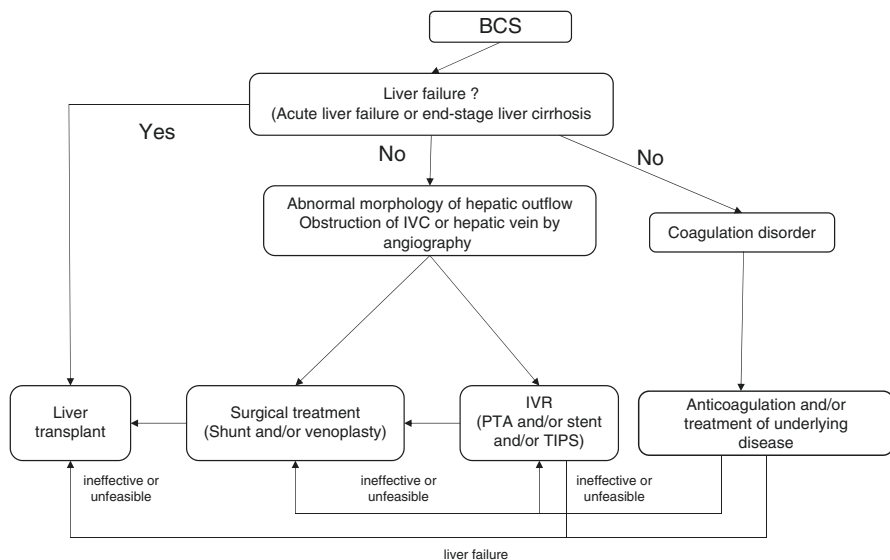 BCS
Liver failure ?
(Acute liver failure or end-stage liver cirrhosis
Yes
No
No
Abnormal morphology of hepatic outflow
Obstruction of IVC or hepatic vein by
angiography
Coagulation disorder
Liver
transplant
Surgical treatment
(Shunt and/or venoplasty)
IVR
(PTA and/or stent
and/or TIPS)
Anticoagulation and/or
treatment of underlying
disease
ineffective or
unfeasible
ineffective or
unfeasible
ineffective or
unfeasible
liver failure